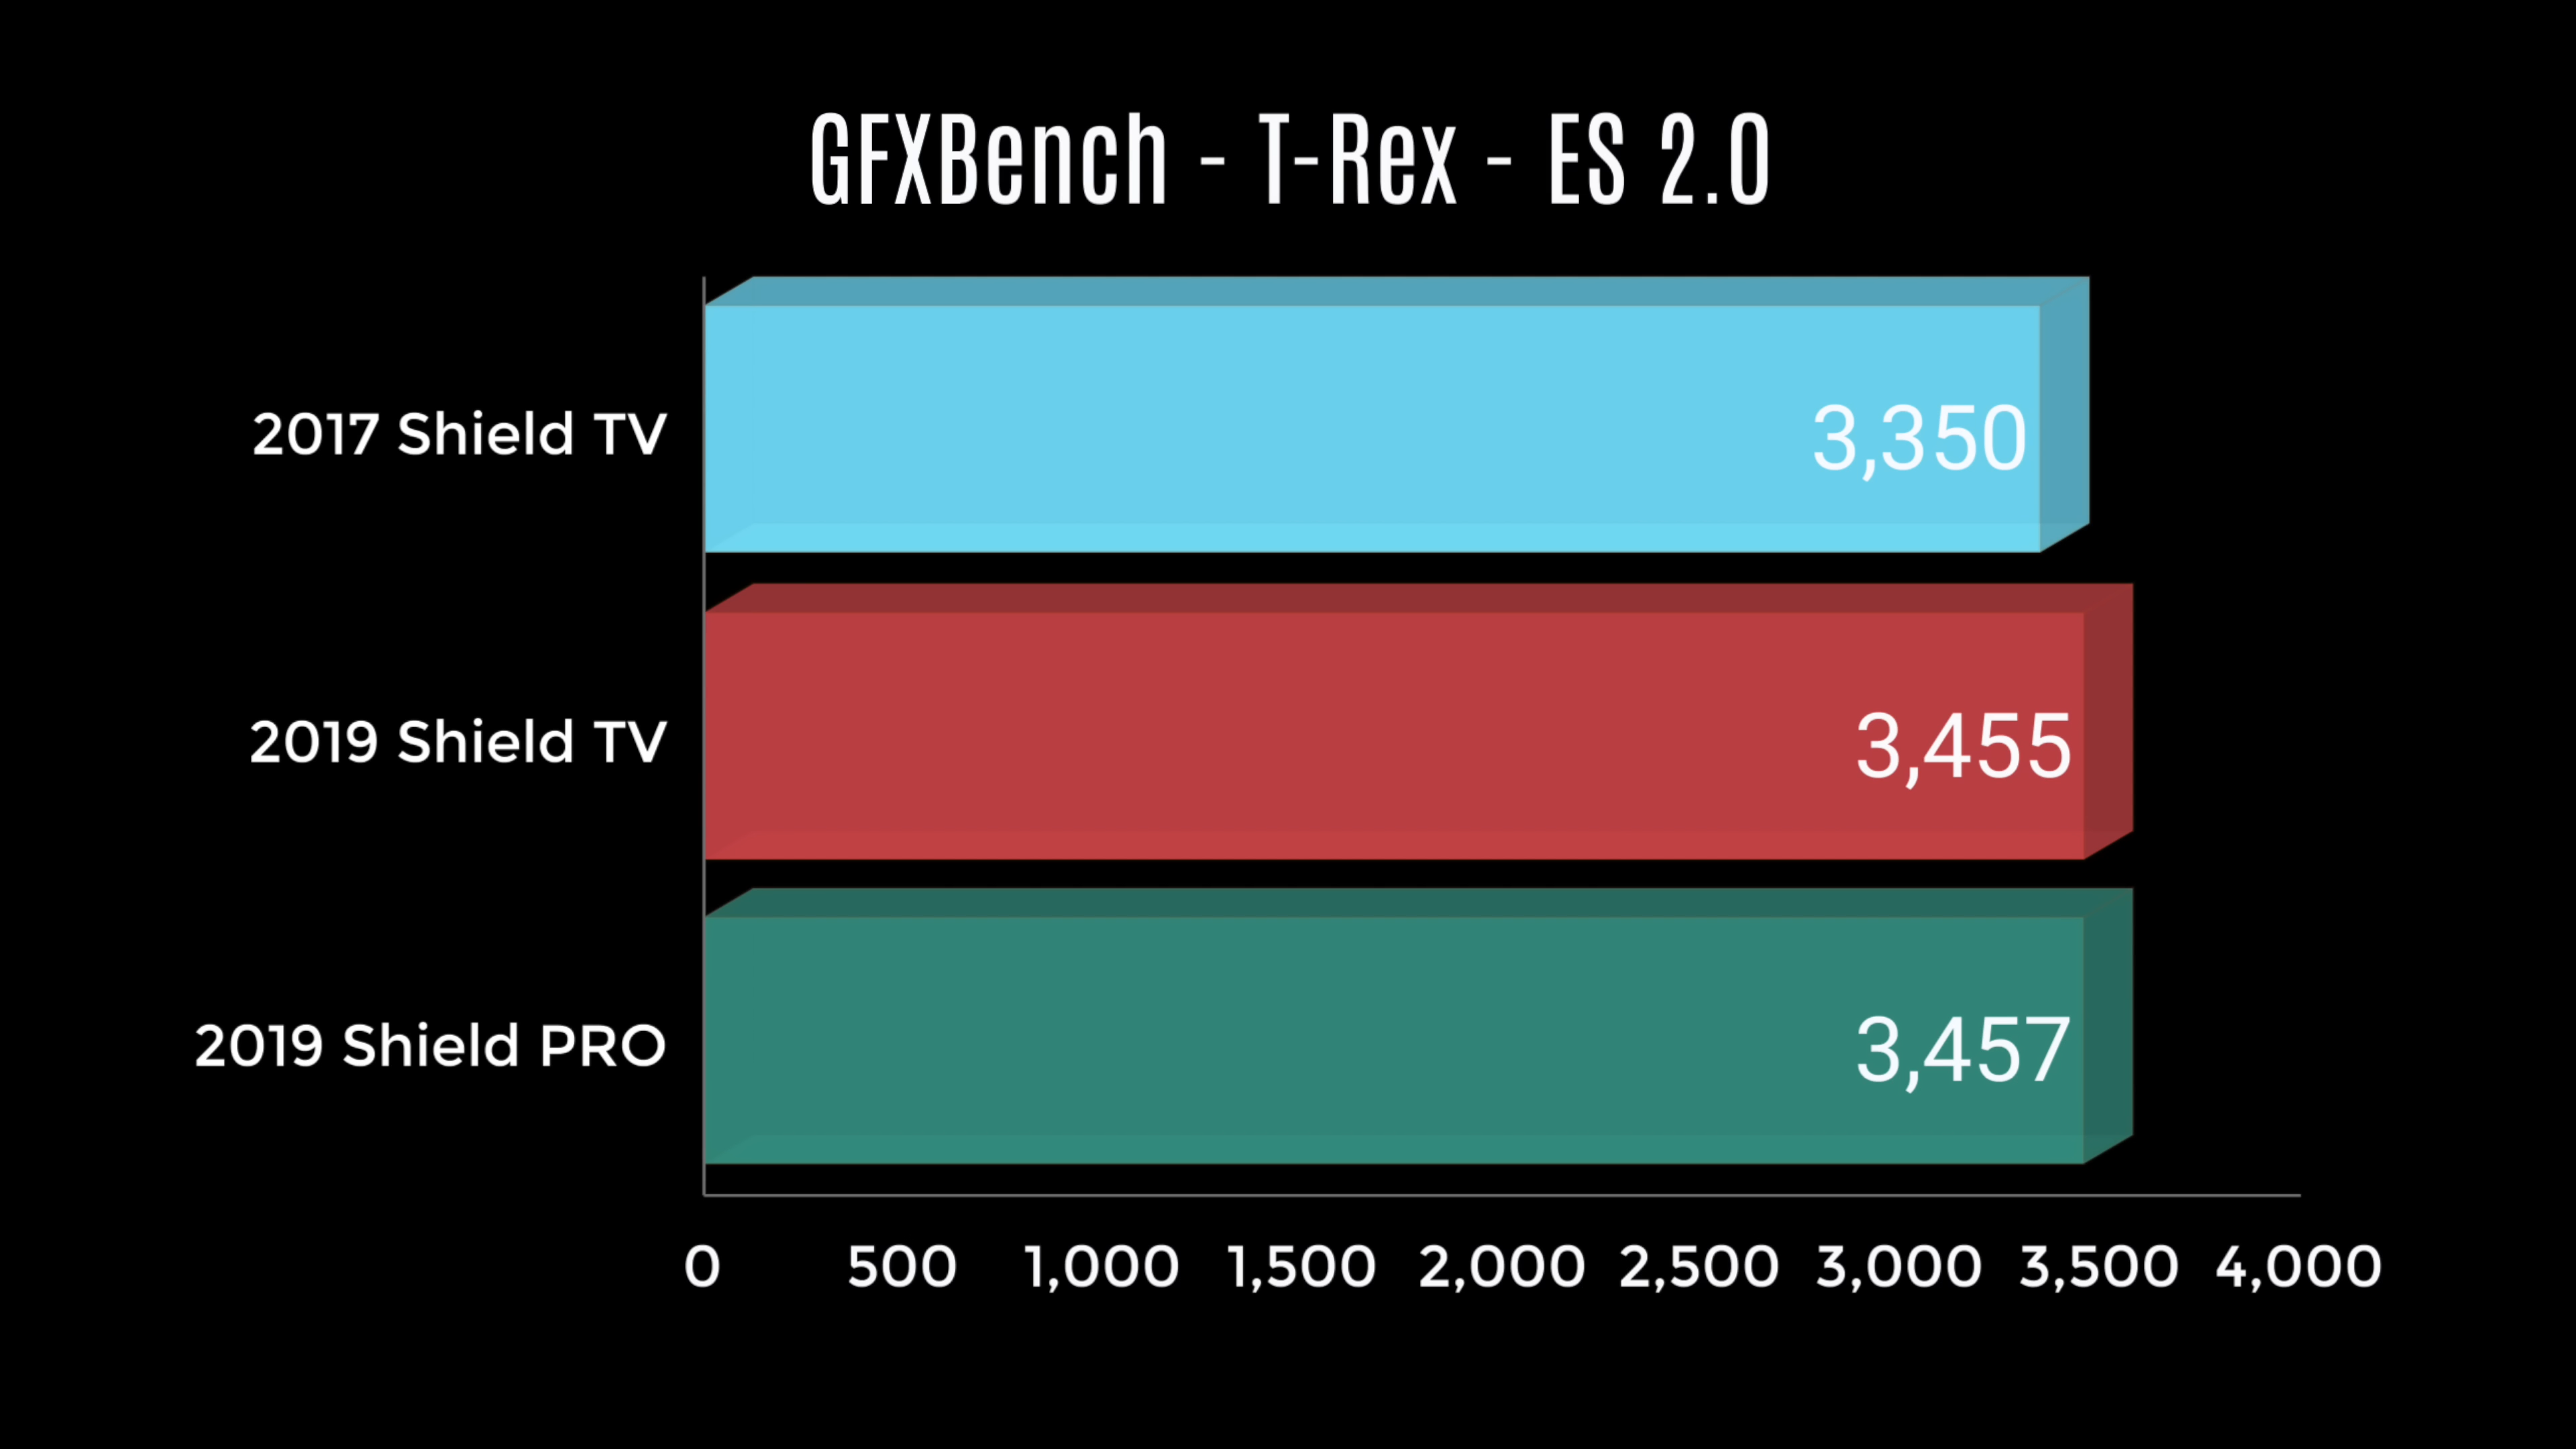 GFXBench - T-Rex - ES 2.0
2017 Shield TV 3,350
2019 Shield TV 3,455
2019 Shield PRO 3,457
0 500 1,000 1,500 2,000 2,500 3,000 3,500 4,000